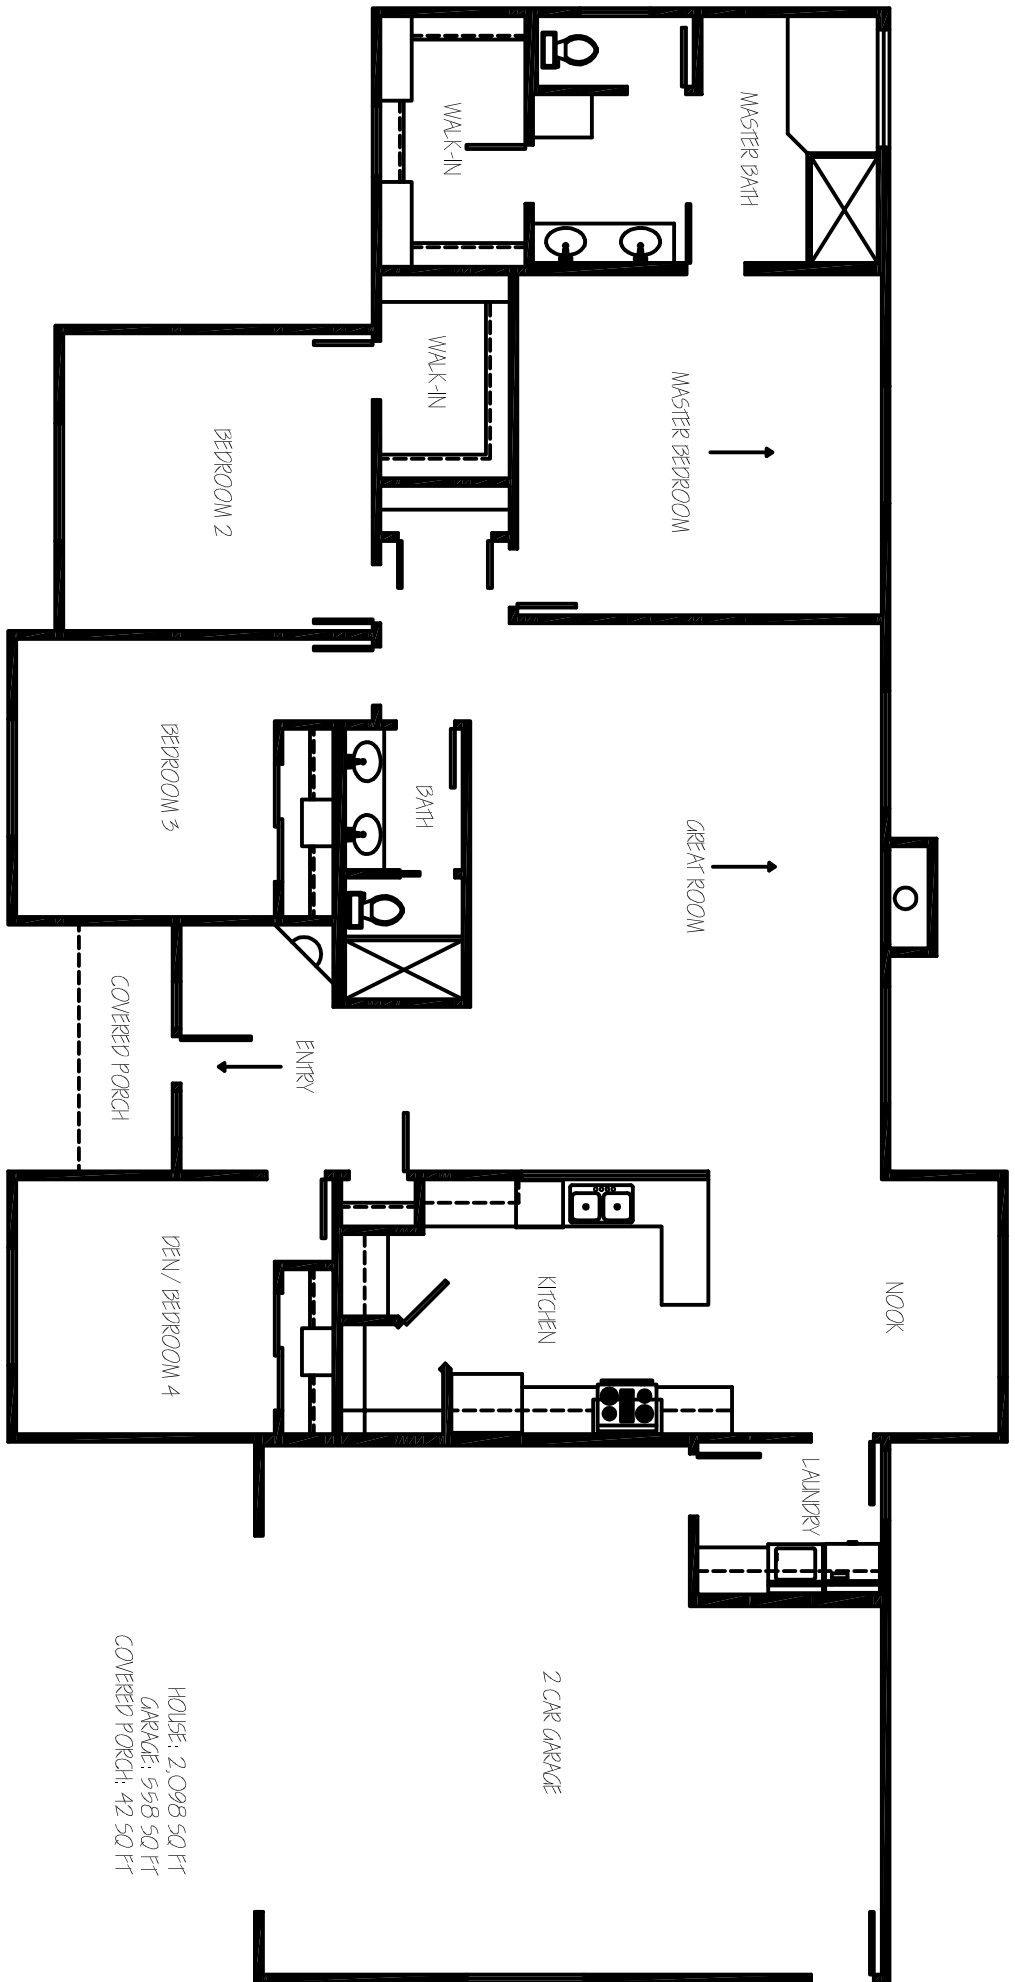 MASTER BATH
WALK-IN
WALK-IN
MASTER BEDROOM
BEDROOM 2
GREAT ROOM
BATH
BEDROOM 3
COVERED PORCH
ENTRY
NOOK
KITCHEN
DEN / BEDROOM 4
LAUNDRY
2 CAR GARAGE
HOUSE: 2,098 SQ FT
GARAGE: 558 SQ FT
COVERED PORCH: 42 SQ FT